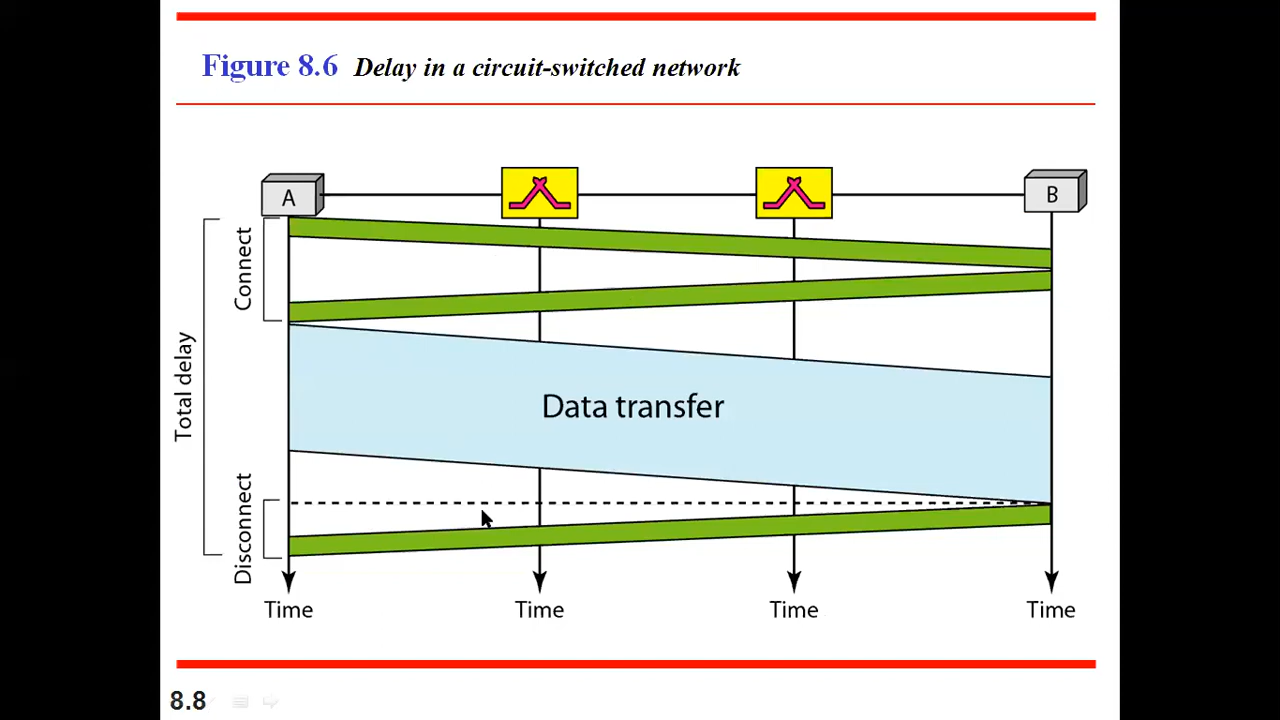 Figure 8.6 Delay in a circuit-switched network
A
B
Connect
Total delay
Data transfer
Disconnect
Time Time Time Time
8.8